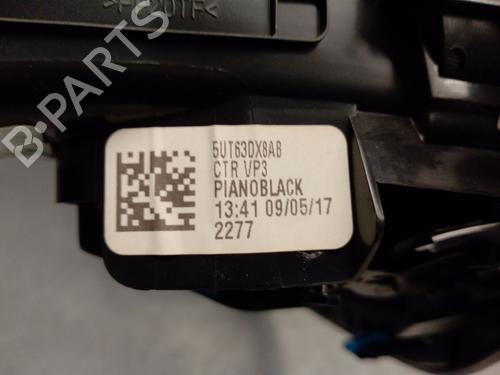 5UT63DX8AB
CTR VP3
PIANOBLACK
13:41 09/05/17
2277
B-PARTS